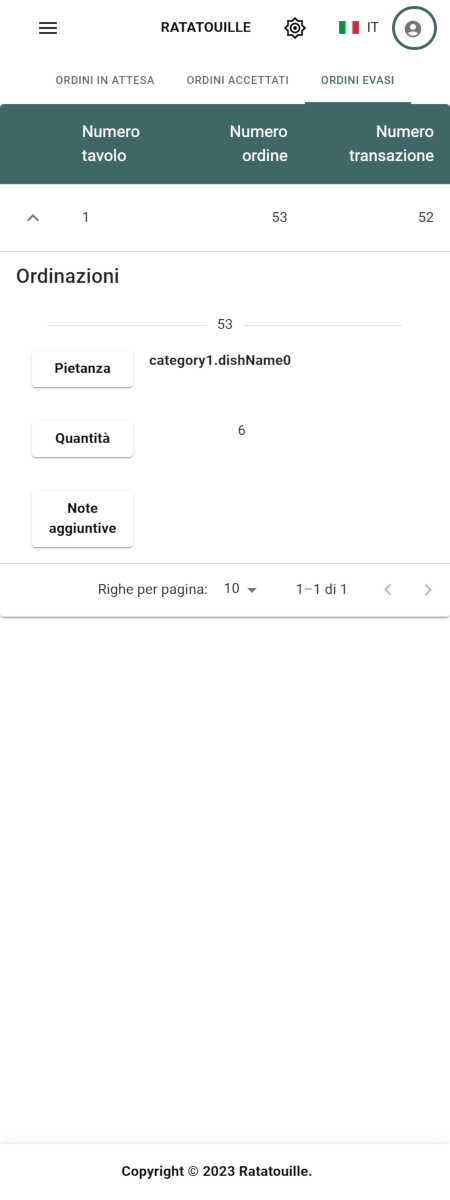 RATATOUILLE
IT
ORDINI IN ATTESA
ORDINI ACCETTATI
ORDINI EVASI
Numero
tavolo
Numero
ordine
Numero
transazione
1
53
52
Ordinazioni
53
Pietanza
category1.dishName0
Quantità
6
Note
aggiuntive
Righe per pagina:
10
1–1 di 1
Copyright © 2023 Ratatouille.